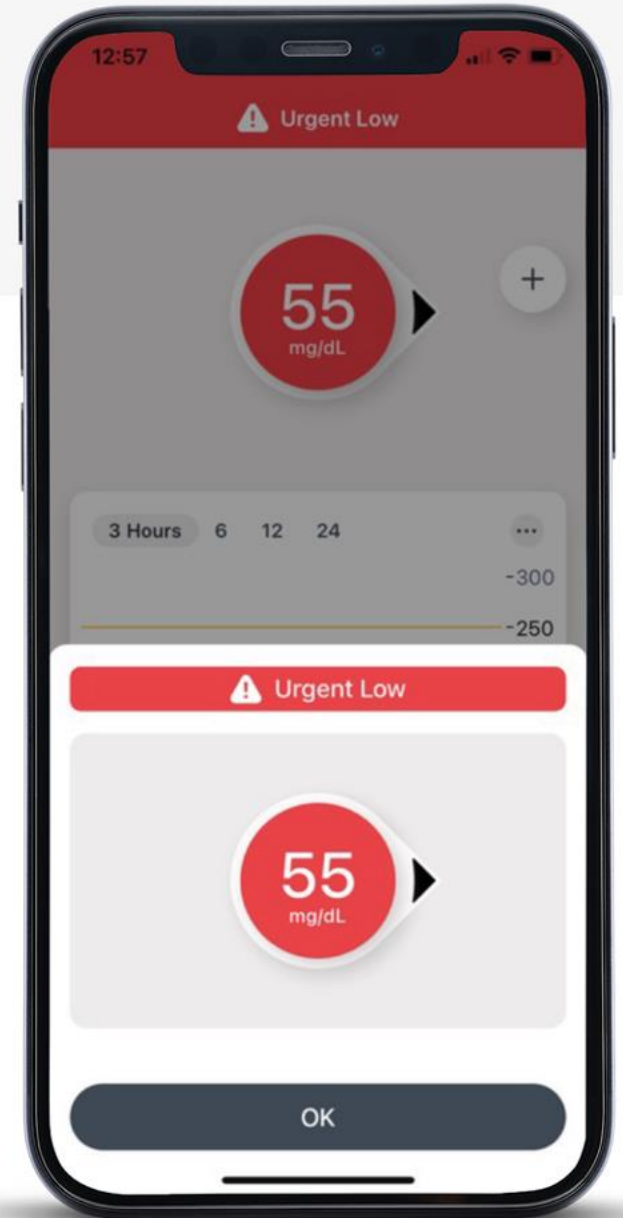 12:57
Urgent Low
55
mg/dL
+
3 Hours 6 12 24 ...
-300
-250
Urgent Low
55
mg/dL
OK